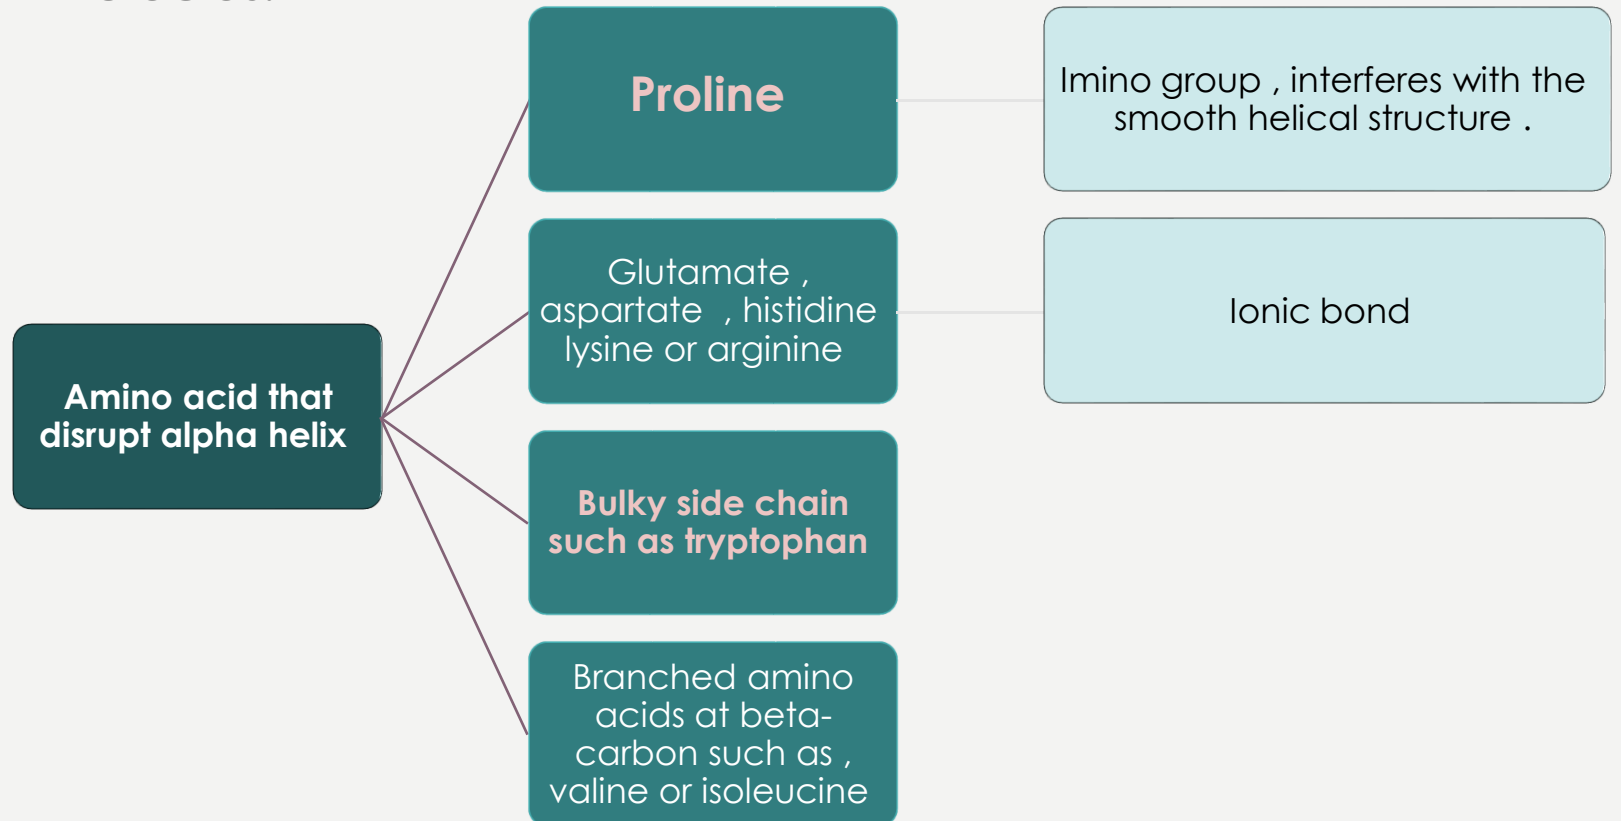 Proline
Imino group , interferes with the
smooth helical structure .
Glutamate ,
aspartate , histidine
lysine or arginine
Ionic bond
Amino acid that
disrupt alpha helix
Bulky side chain
such as tryptophan
Branched amino
acids at beta-
carbon such as ,
valine or isoleucine